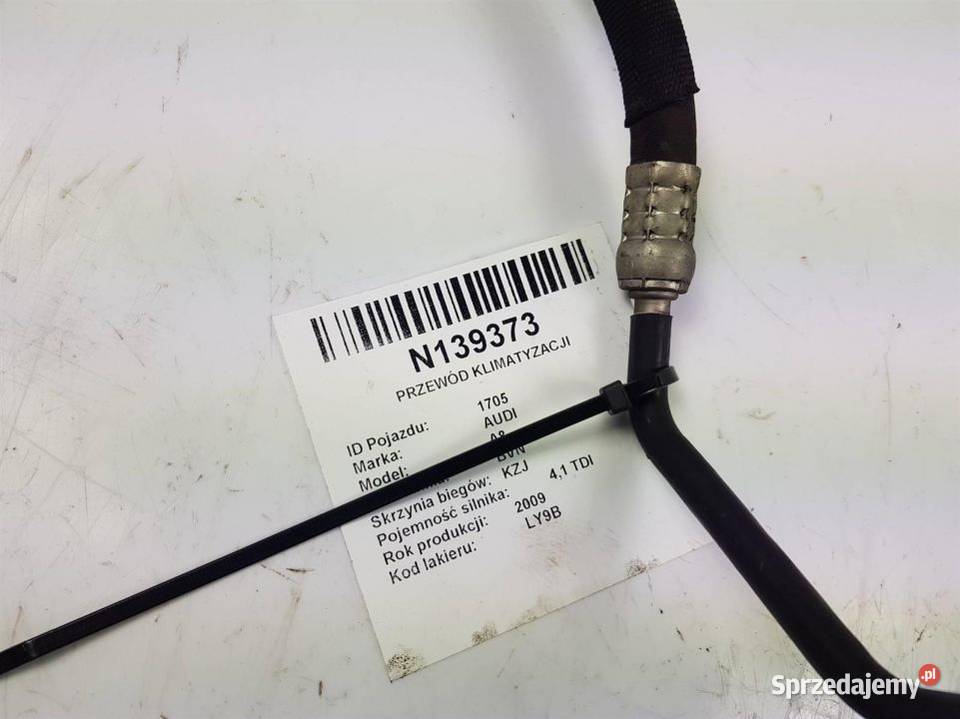 N139373
PRZEWÓD KLIMATYZACJI
ID Pojazdu: 1705
Marka: AUDI
Model: A8
BVN
Skrzynia biegów: KZJ
Pojemność silnika: 4,1 TDI
Rok produkcji: 2009
Kod lakieru: LY9B
Sprzedajemy.pl